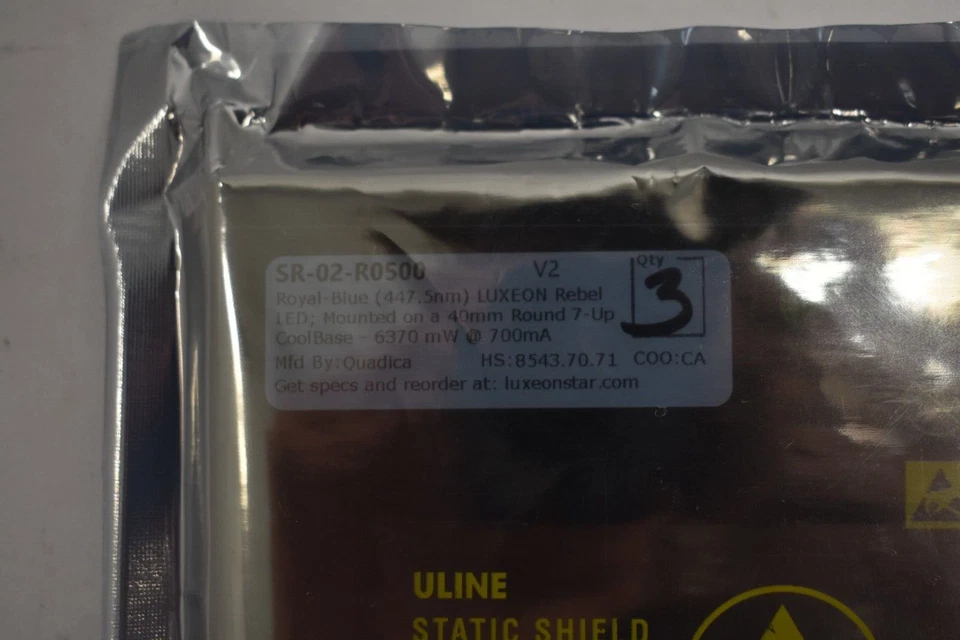 SR-02-R0500 V2 Qty
Royal-Blue (447.5nm) LUXEON Rebel 3
LED; Mounted on a 40mm Round 7-Up
CoolBase - 6370 mW @ 700mA
Mfd By: Quadica HS:8543.70.71 COO:CA
Get specs and reorder at: luxeonstar.com
ULINE
STATIC SHIELD